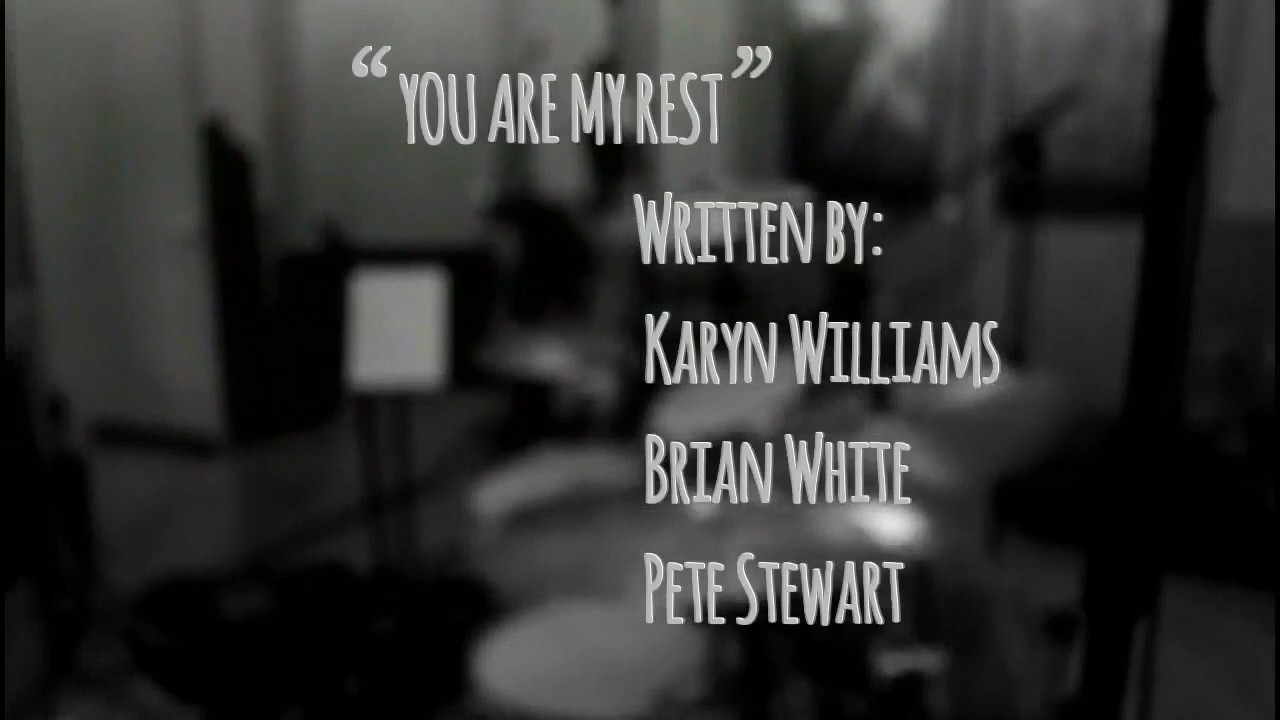 “YOU ARE MY REST”
WRITTEN BY:
KARYN WILLIAMS
BRIAN WHITE
PETE STEWART